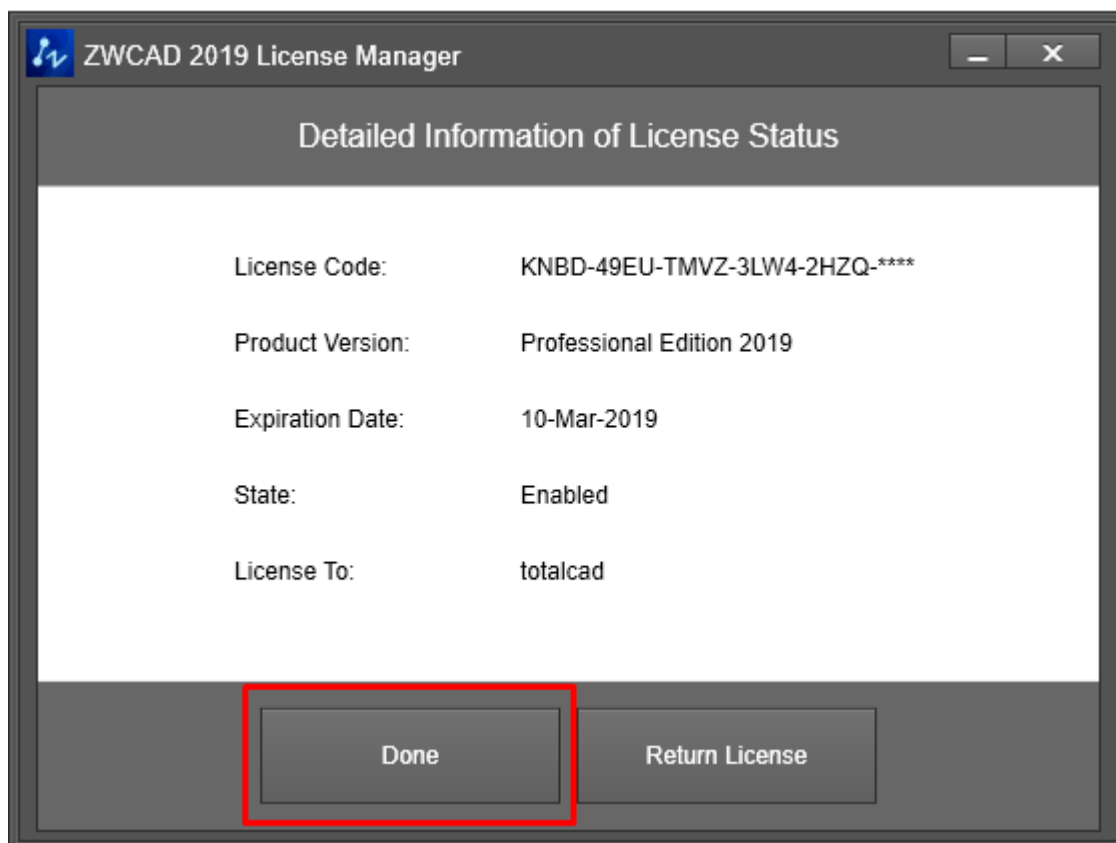 ZWCAD 2019 License Manager
Detailed Information of License Status
License Code: KNBD-49EU-TMVZ-3LW4-2HZQ-****
Product Version: Professional Edition 2019
Expiration Date: 10-Mar-2019
State: Enabled
License To: totalcad
Done Return License